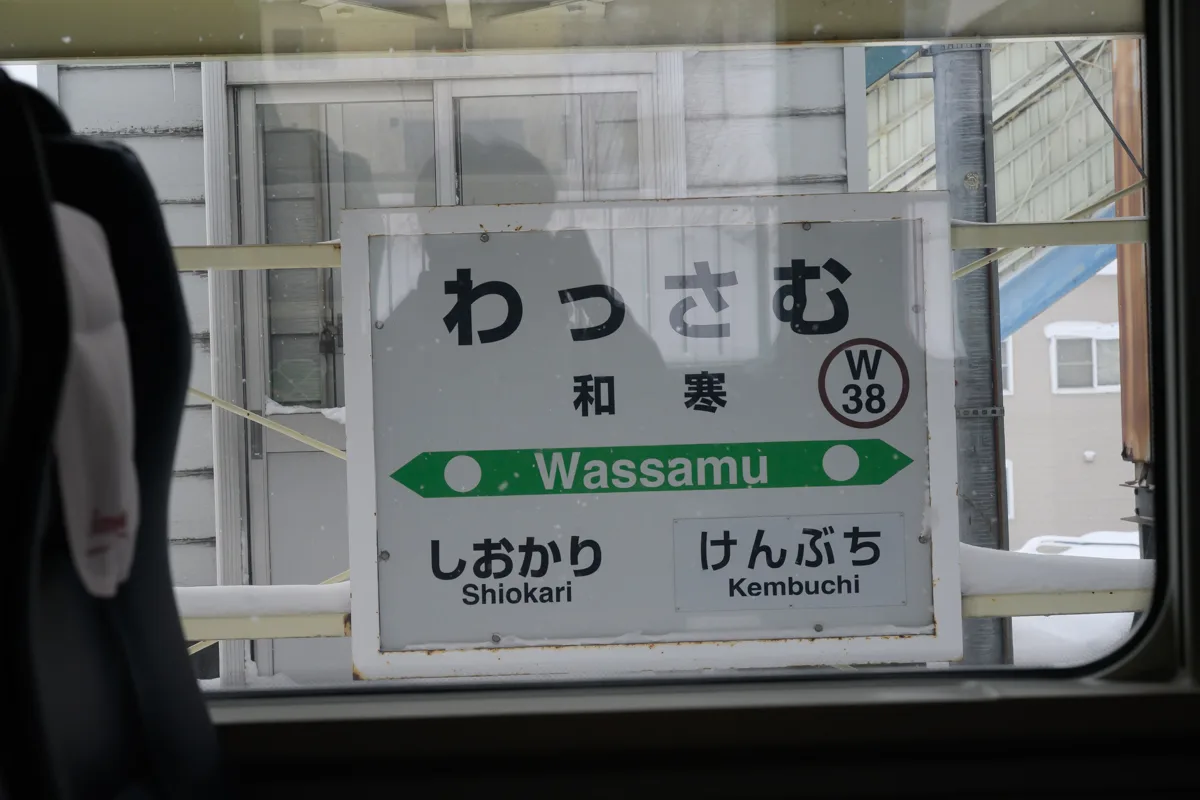 わっさむ
和寒
W
38
Wassamu
しおかり
Shiokari
けんぶち
Kembuchi